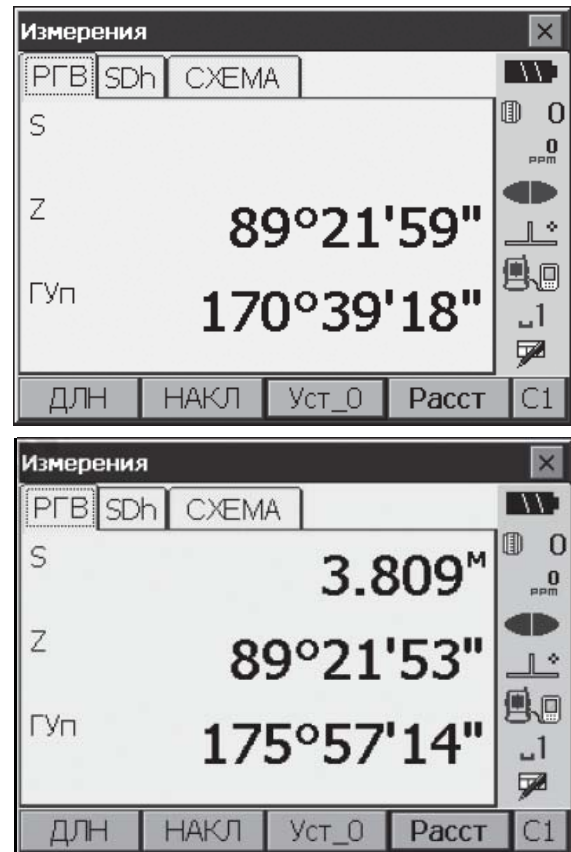 Измерения
РГВ SDh СХЕМА
S
0
0
ppm
Z 89°21'59"
ГУп 170°39'18"
1
ДЛН НАКЛ Уст_0 Расст С1
Измерения
РГВ SDh СХЕМА
S 3.809м
0
0
ppm
Z 89°21'53"
ГУп 175°57'14"
1
ДЛН НАКЛ Уст_0 Расст С1